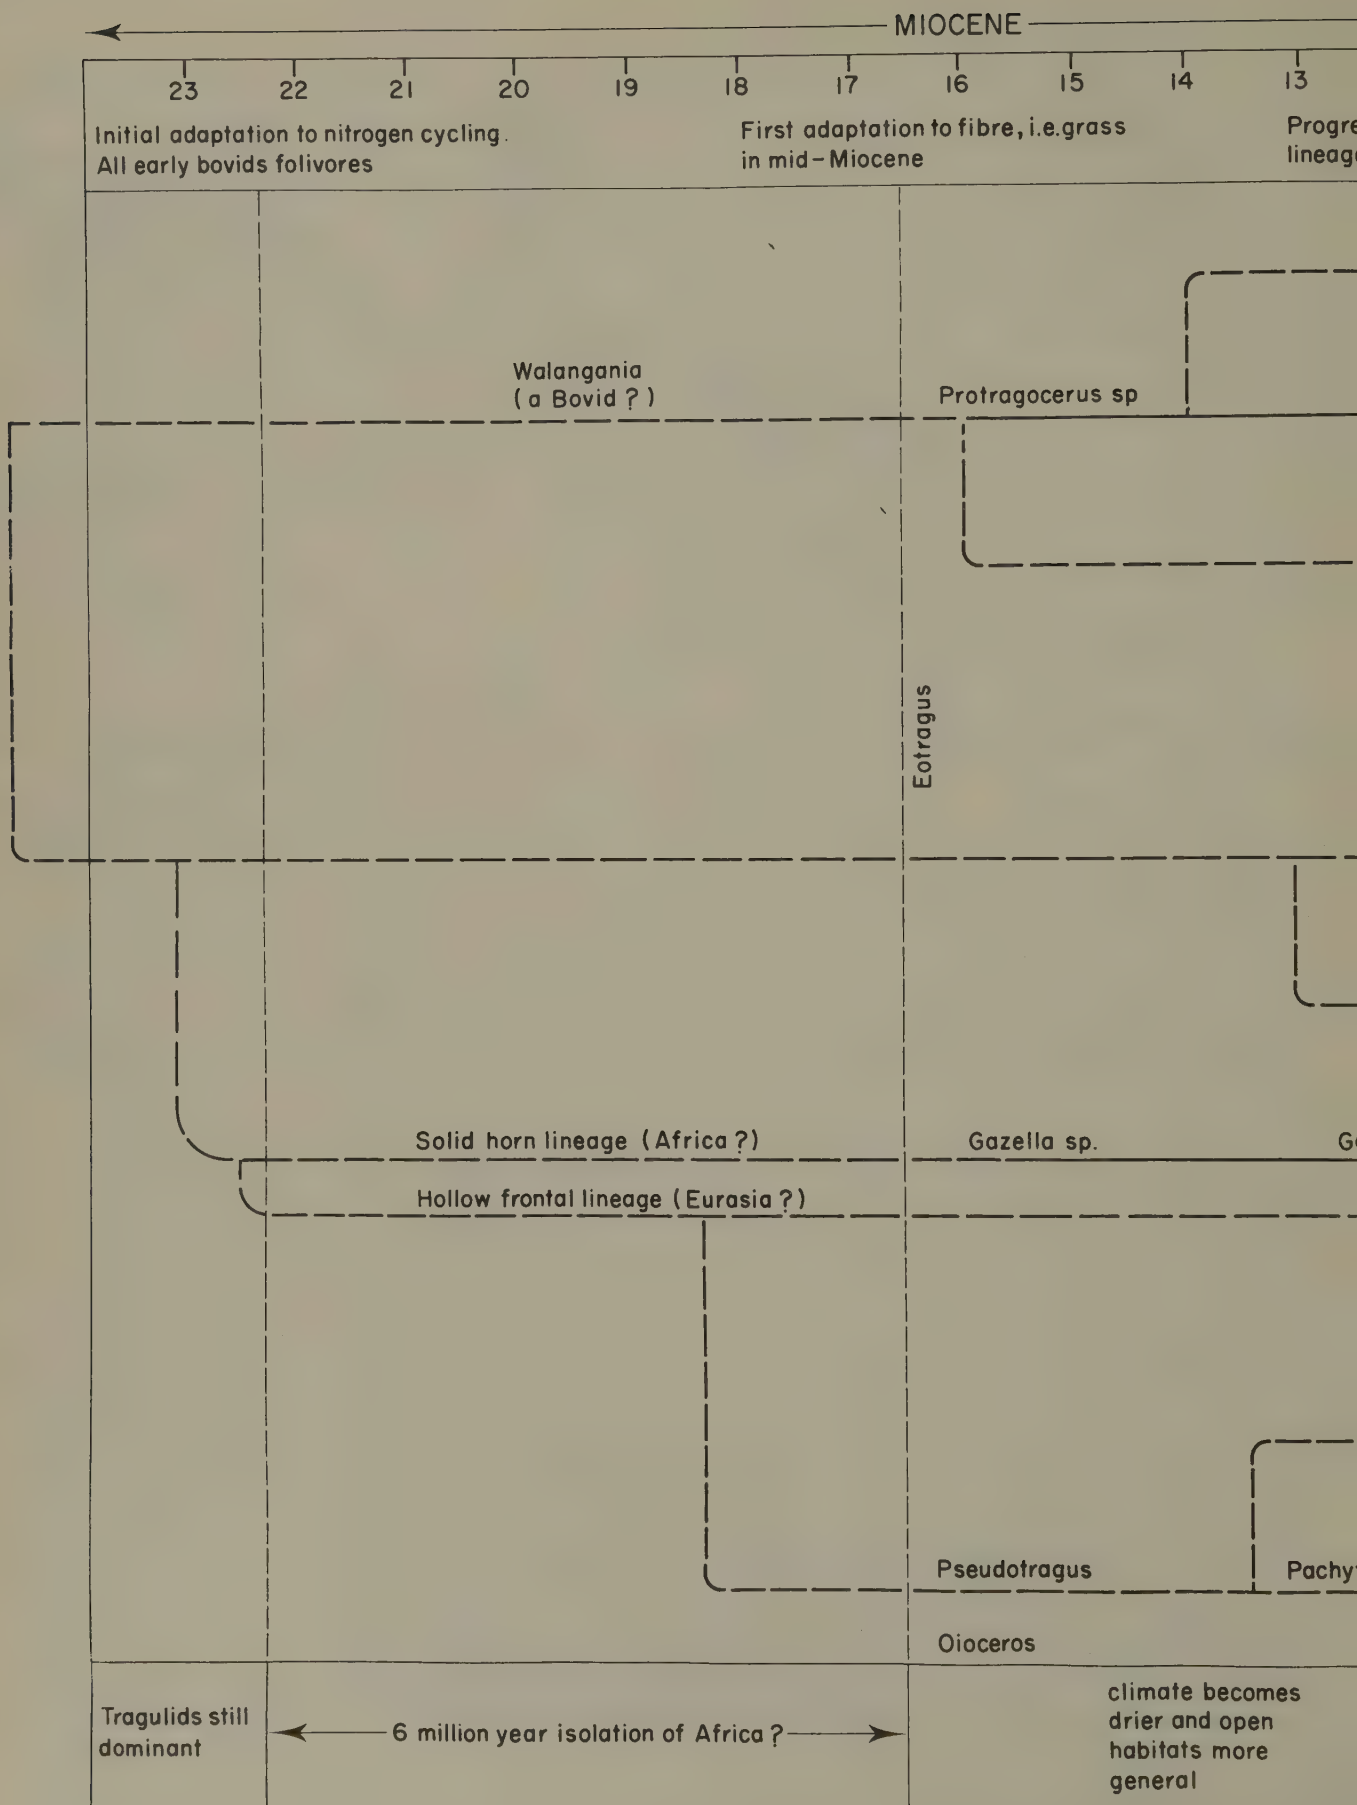 MIOCENE
23 22 21 20 19 18 17 16 15 14 13
Initial adaptation to nitrogen cycling.
All early bovids folivores
First adaptation to fibre, i.e. grass
in mid-Miocene
Progre
lineage
Walangania
(a Bovid ?)
Protragocerus sp
Eotragus
Solid horn lineage (Africa ?)
Gazella sp.
Hollow frontal lineage (Eurasia ?)
Pseudotragus
Pachy
Oioceros
Tragulids still
dominant
6 million year isolation of Africa ?
climate becomes
drier and open
habitats more
general